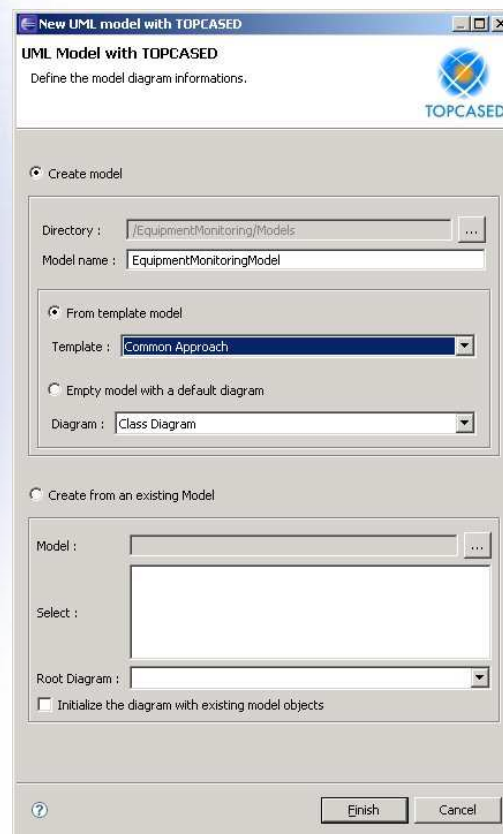 New UML model with TOPCASED
UML Model with TOPCASED
Define the model diagram informations.
TOPCASED
Create model
Directory : /EquipmentMonitoring/Models ...
Model name : EquipmentMonitoringModel
From template model
Template : Common Approach
Empty model with a default diagram
Diagram : Class Diagram
Create from an existing Model
Model : ...
Select :
Root Diagram :
Initialize the diagram with existing model objects
? Finish Cancel